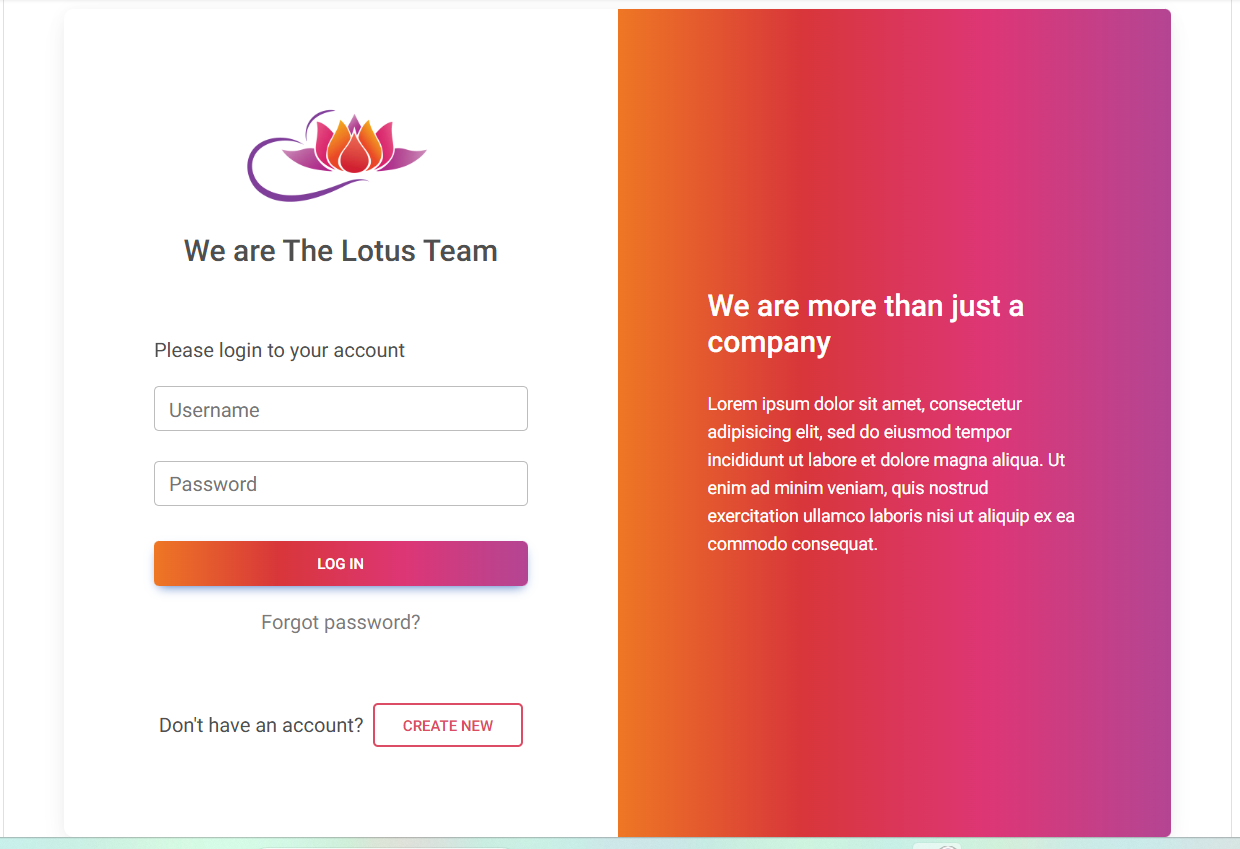 We are The Lotus Team
Please login to your account
Username
Password
LOG IN
Forgot password?
Don't have an account?
CREATE NEW
We are more than just a
company
Lorem ipsum dolor sit amet, consectetur
adipisicing elit, sed do eiusmod tempor
incididunt ut labore et dolore magna aliqua. Ut
enim ad minim veniam, quis nostrud
exercitation ullamco laboris nisi ut aliquip ex ea
commodo consequat.